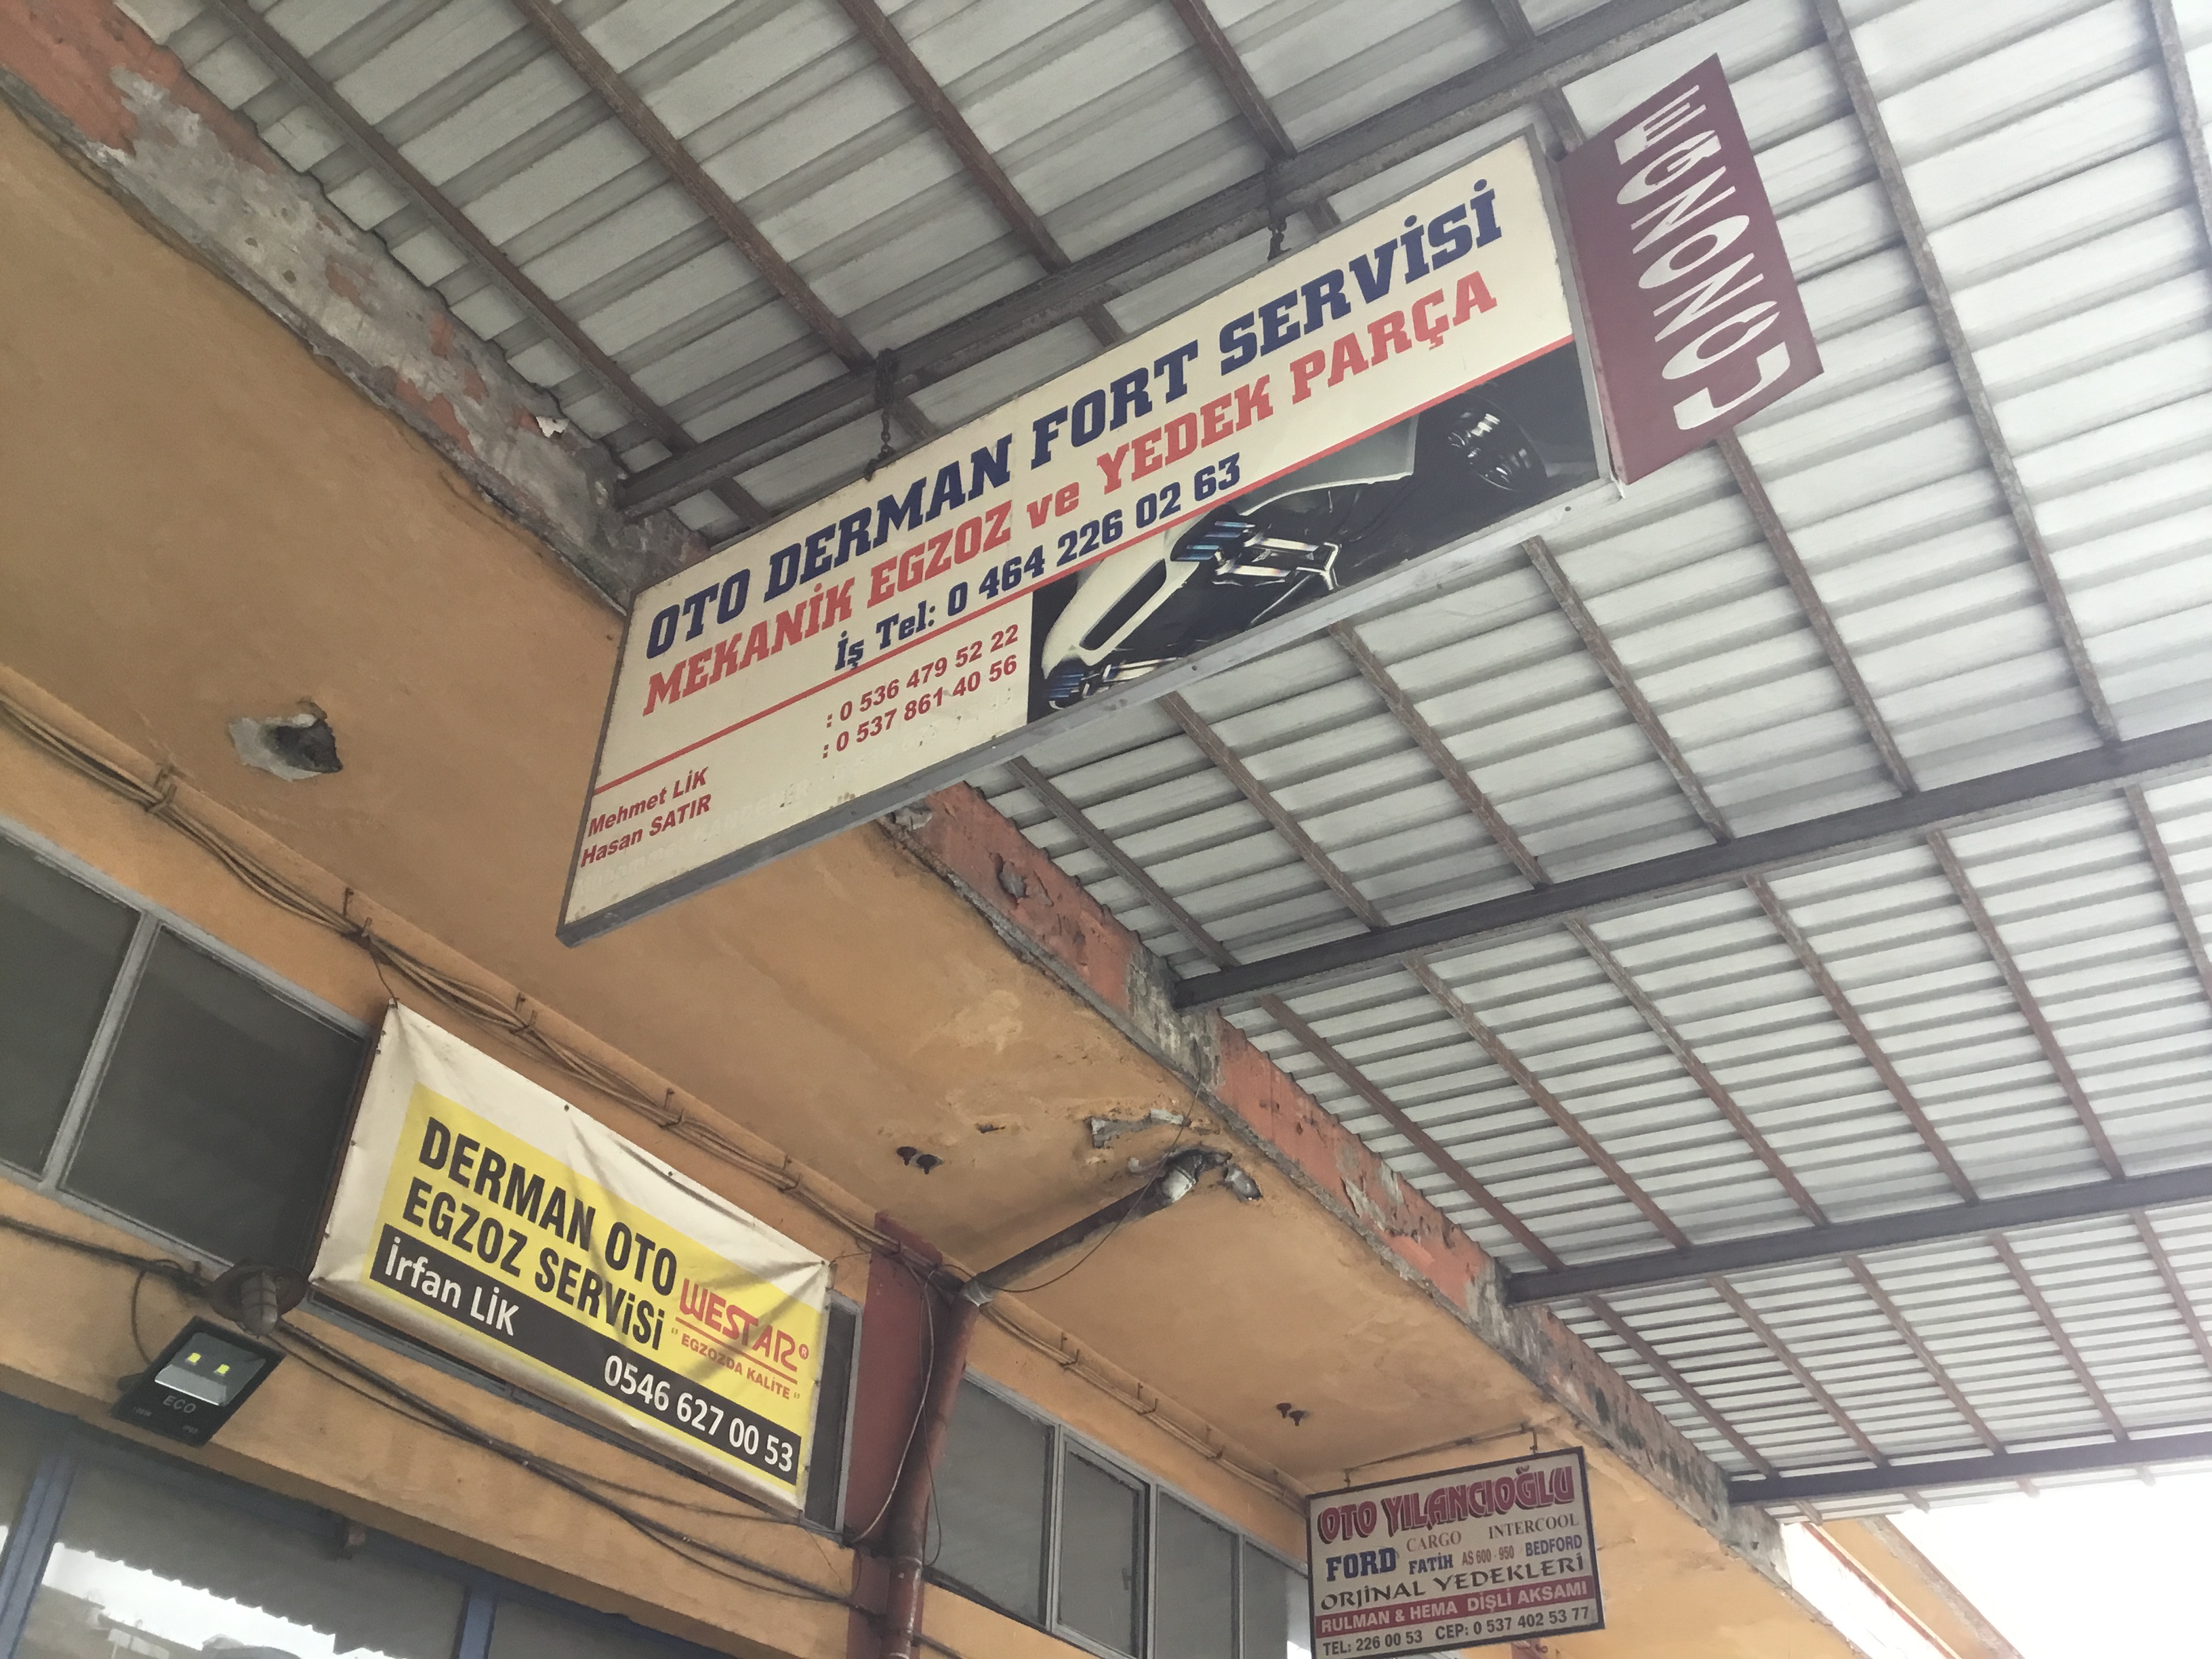 OTO DERMAN FORT SERVİSİ
MEKANİK EGZOZ ve YEDEK PARÇA
İş Tel: 0 464 226 02 63
Mehmet LİK : 0 536 479 52 22
Hasan SATIR : 0 537 861 40 56
DERMAN OTO
EGZOZ SERVİSİ
WESTAR®
"EGZOZDA KALİTE"
İrfan LİK
0546 627 00 53
ECO
OTO YILANCIOĞLU
CARGO INTERCOOL
FORD FATİH AS 600 - 950 BEDFORD
ORJİNAL YEDEKLERİ
RULMAN & HEMA DİŞLİ AKSAMI
TEL: 226 00 53 CEP: 0 537 402 53 77